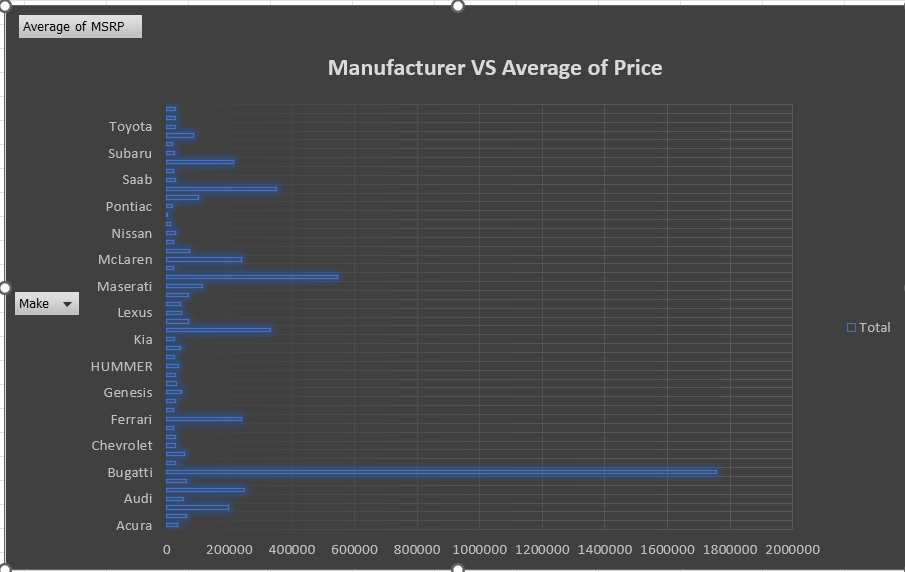 Average of MSRP
Manufacturer VS Average of Price
Toyota
Subaru
Saab
Pontiac
Nissan
McLaren
Maserati
Make
Lexus
Total
Kia
HUMMER
Genesis
Ferrari
Chevrolet
Bugatti
Audi
Acura
0 200000 400000 600000 800000 1000000 1200000 1400000 1600000 1800000 2000000